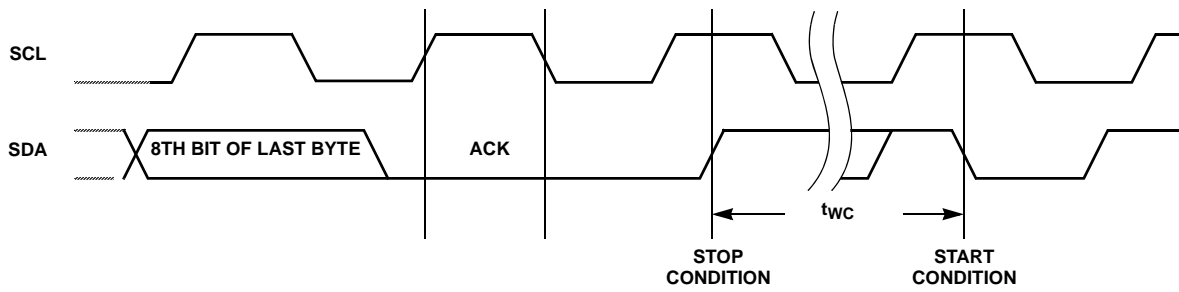 SCL
SDA
8TH BIT OF LAST BYTE
ACK
tWC
STOP
CONDITION
START
CONDITION